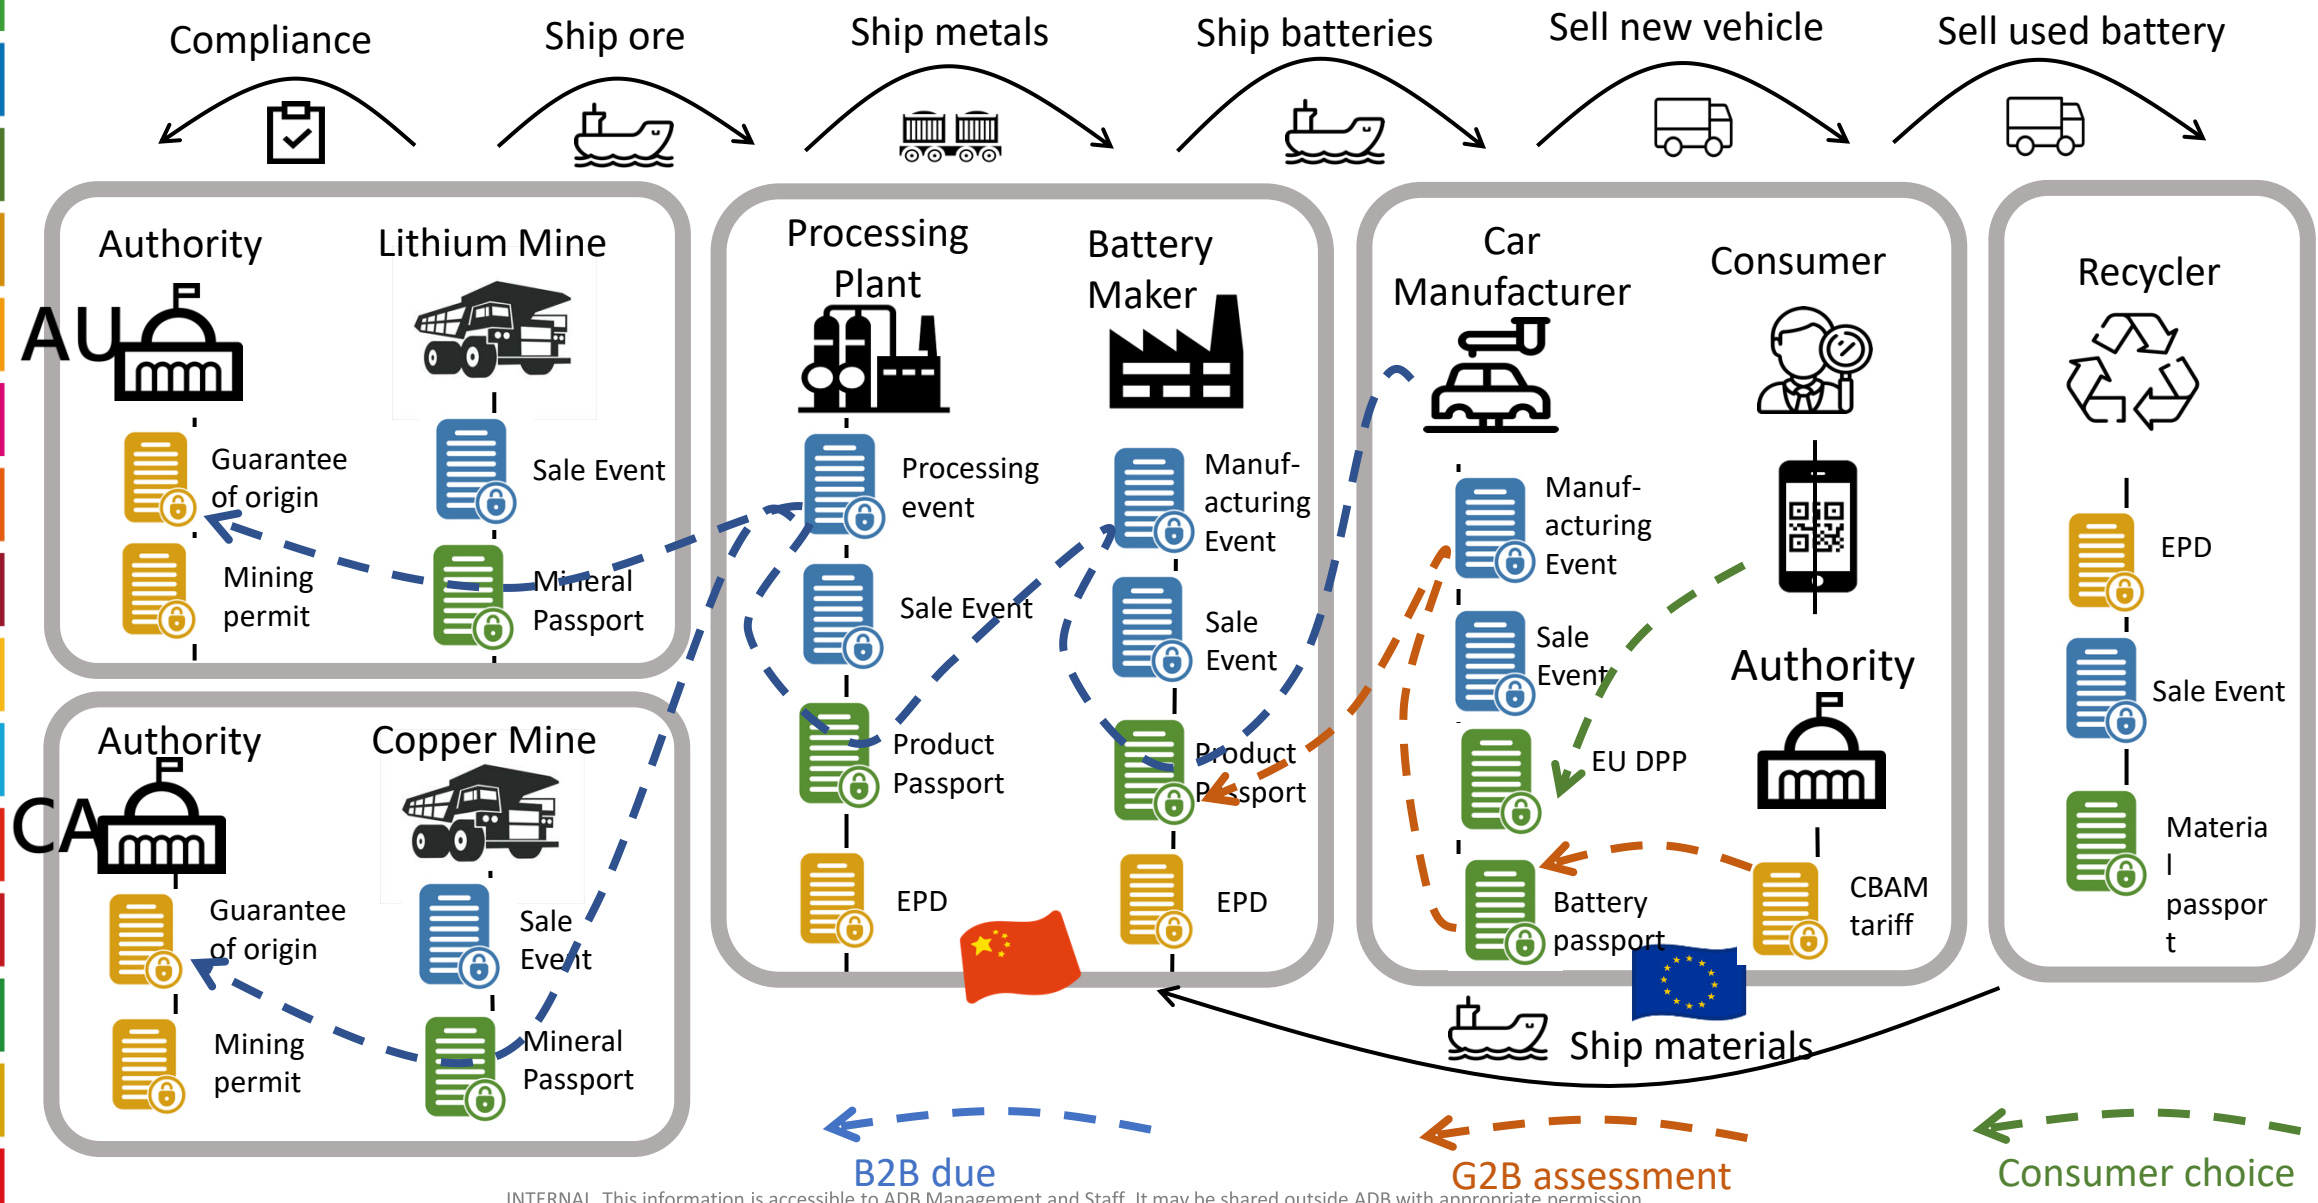 Compliance
Ship ore
Ship metals
Ship batteries
Sell new vehicle
Sell used battery
Authority
AU
Guarantee
of origin
Mining
permit
Lithium Mine
Sale Event
Mineral
Passport
Authority
CA
Guarantee
of origin
Mining
permit
Copper Mine
Sale
Event
Mineral
Passport
Processing
Plant
Processing
event
Sale Event
Product
Passport
EPD
Battery
Maker
Manuf-
acturing
Event
Sale
Event
Product
Passport
EPD
Car
Manufacturer
Manuf-
acturing
Event
Sale
Event
EU DPP
Battery
passport
Consumer
Authority
CBAM
tariff
Recycler
EPD
Sale Event
Materia
l
passpor
t
Ship materials
B2B due
G2B assessment
Consumer choice
INTERNAL. This information is accessible to ADB Management and Staff. It may be shared outside ADB with appropriate permission.